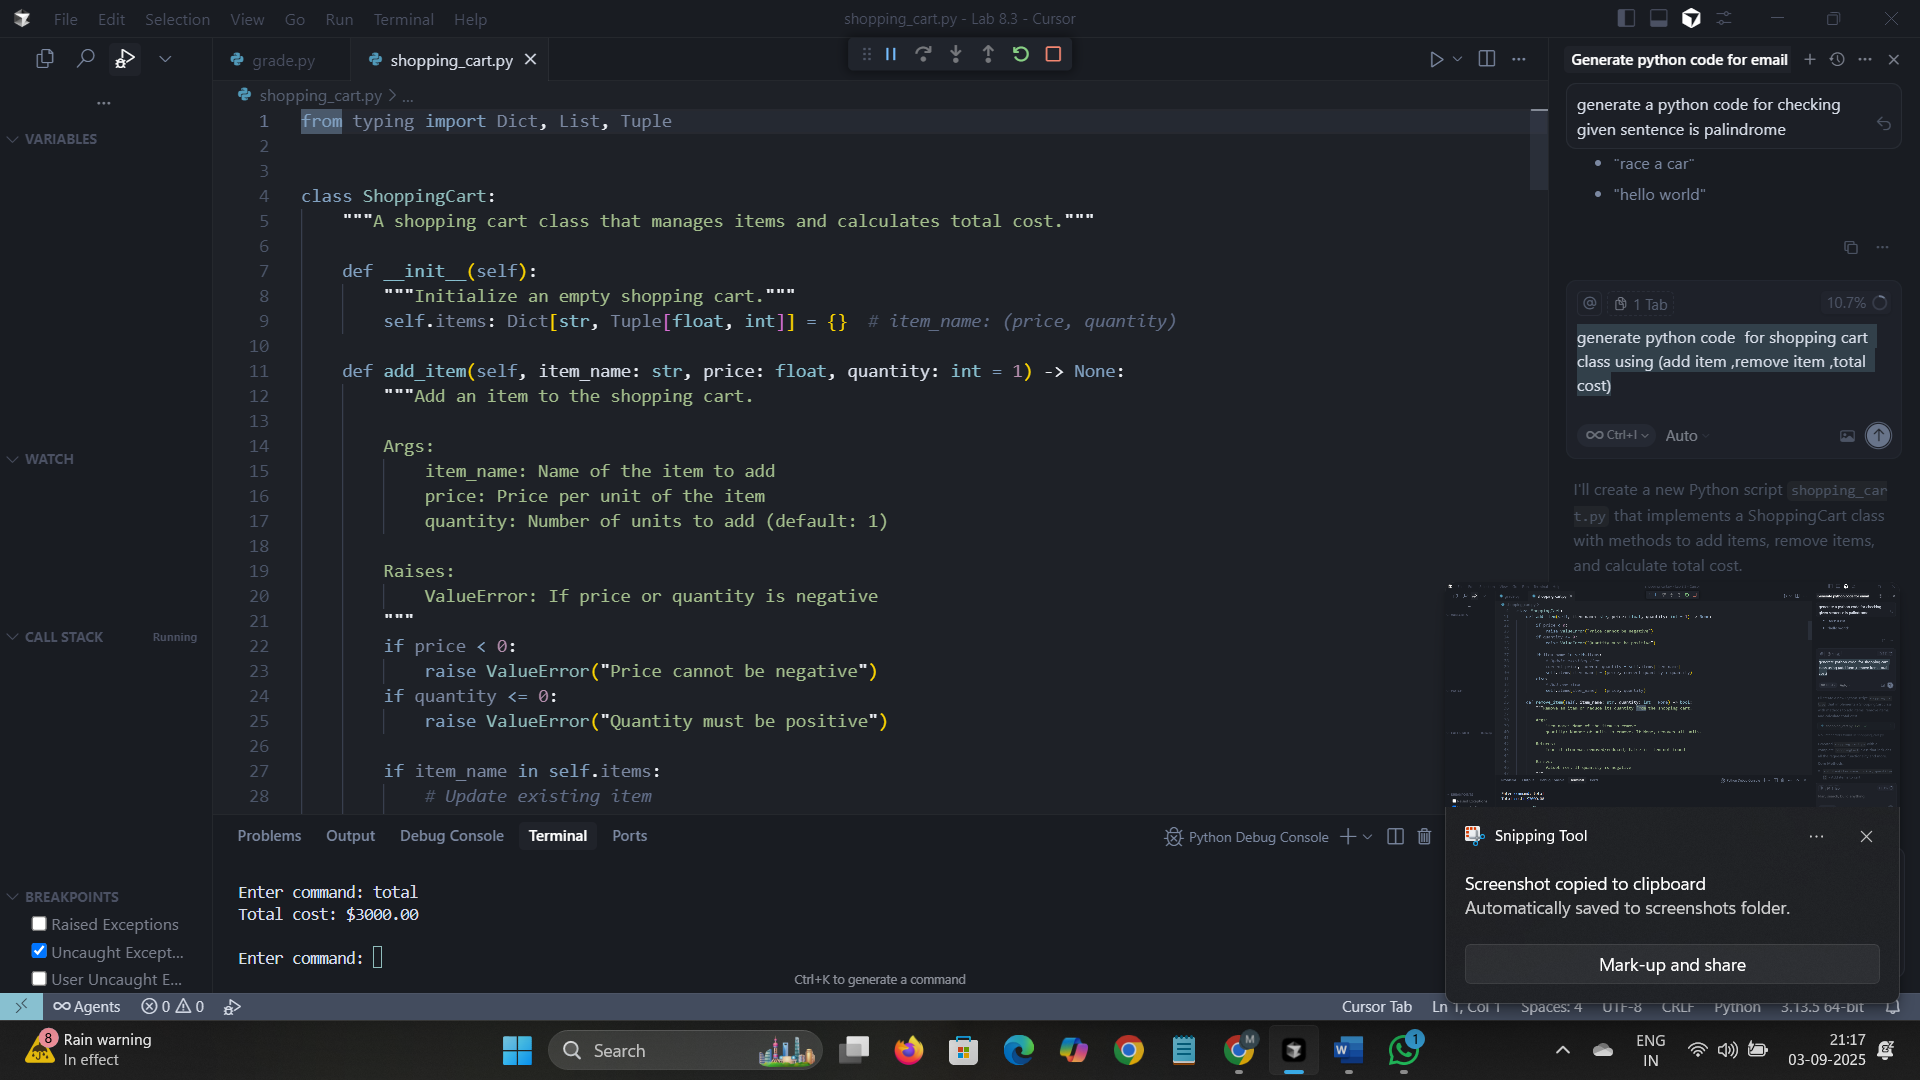 File Edit Selection View Go Run Terminal Help
shopping_cart.py - Lab 8.3 - Cursor
grade.py
shopping_cart.py
shopping_cart.py > ...
VARIABLES
WATCH
CALL STACK Running
BREAKPOINTS
Raised Exceptions
Uncaught Except...
User Uncaught E...
1 from typing import Dict, List, Tuple
2
3
4 class ShoppingCart:
5 """A shopping cart class that manages items and calculates total cost."""
6
7 def __init__(self):
8 """Initialize an empty shopping cart."""
9 self.items: Dict[str, Tuple[float, int]] = {} # item_name: (price, quantity)
10
11 def add_item(self, item_name: str, price: float, quantity: int = 1) -> None:
12 """Add an item to the shopping cart.
13
14 Args:
15 item_name: Name of the item to add
16 price: Price per unit of the item
17 quantity: Number of units to add (default: 1)
18
19 Raises:
20 ValueError: If price or quantity is negative
21 """
22 if price < 0:
23 raise ValueError("Price cannot be negative")
24 if quantity <= 0:
25 raise ValueError("Quantity must be positive")
26
27 if item_name in self.items:
28 # Update existing item
Problems Output Debug Console Terminal Ports
Python Debug Console
Enter command: total
Total cost: $3000.00
Enter command:
Ctrl+K to generate a command
Generate python code for email
generate a python code for checking
given sentence is palindrome
"race a car"
"hello world"
@ 1 Tab 10.7%
generate python code for shopping cart
class using (add item ,remove item ,total
cost)
Ctrl+I Auto
I'll create a new Python script shopping_car
t.py that implements a ShoppingCart class
with methods to add items, remove items,
and calculate total cost.
Snipping Tool
Screenshot copied to clipboard
Automatically saved to screenshots folder.
Mark-up and share
Agents 0 0
Cursor Tab Ln 1, Col 1 Spaces: 4 UTF-8 CRLF Python 3.13.5 64-bit
8
Rain warning
In effect
Search
M
W
1
ENG
IN
21:17
03-09-2025